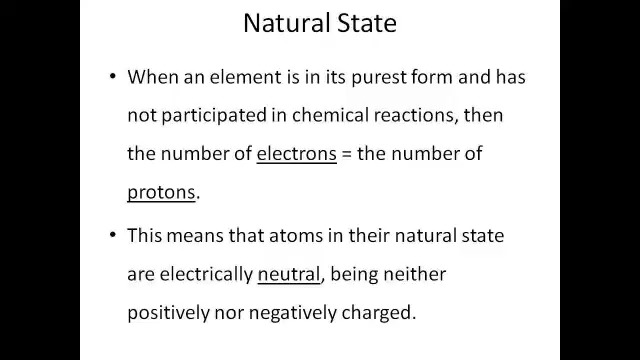 Natural State
• When an element is in its purest form and has
not participated in chemical reactions, then
the number of electrons = the number of
protons.
• This means that atoms in their natural state
are electrically neutral, being neither
positively nor negatively charged.